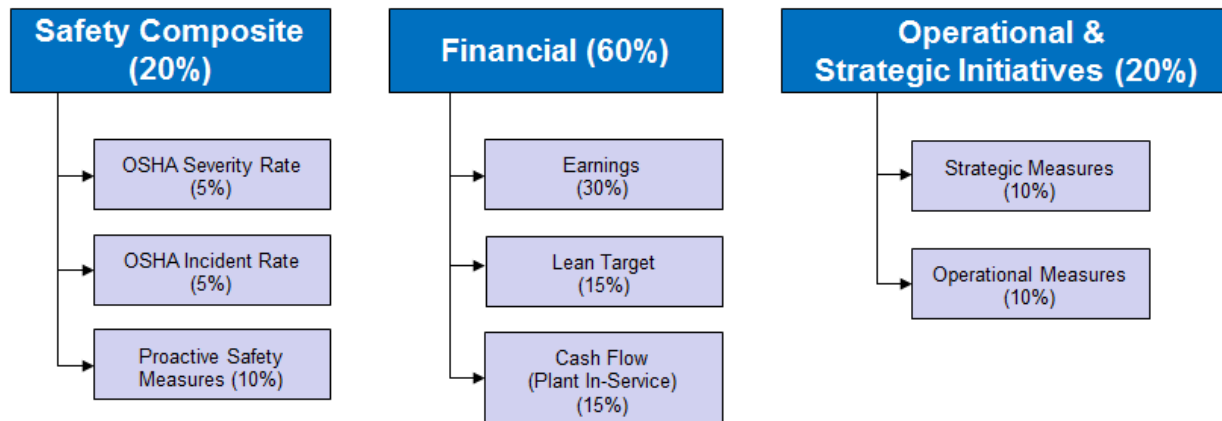 Safety Composite
(20%)
OSHA Severity Rate
(5%)
OSHA Incident Rate
(5%)
Proactive Safety
Measures (10%)
Financial (60%)
Earnings
(30%)
Lean Target
(15%)
Cash Flow
(Plant In-Service)
(15%)
Operational &
Strategic Initiatives (20%)
Strategic Measures
(10%)
Operational Measures
(10%)